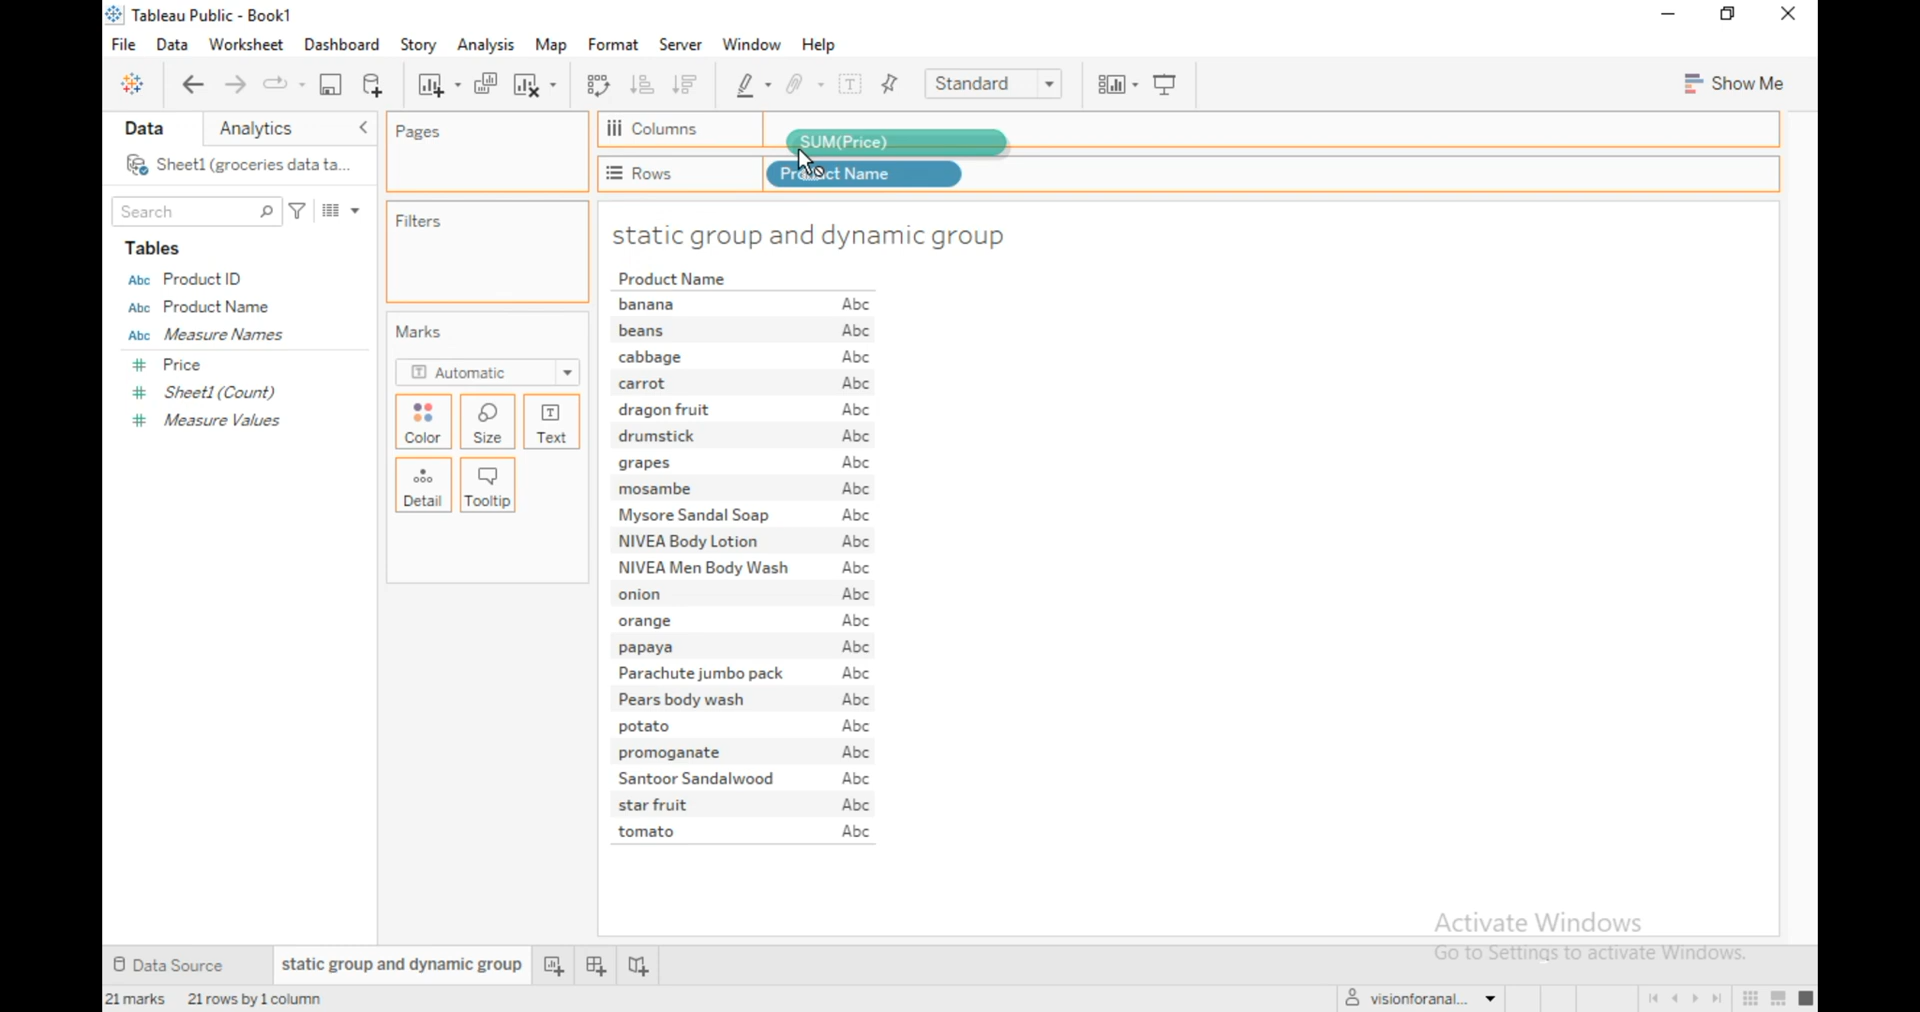 Tableau Public - Book1
File Data Worksheet Dashboard Story Analysis Map Format Server Window Help
Standard
Show Me
Data Analytics
Pages
Columns
SUM(Price)
Sheet1 (groceries data ta...
Rows
Product Name
Search
Filters
static group and dynamic group
Tables
Abc Product ID
Abc Product Name
Abc Measure Names
Price
Sheet1 (Count)
Measure Values
Marks
Automatic
Color Size Text
Detail Tooltip
Product Name
banana Abc
beans Abc
cabbage Abc
carrot Abc
dragon fruit Abc
drumstick Abc
grapes Abc
mosambe Abc
Mysore Sandal Soap Abc
NIVEA Body Lotion Abc
NIVEA Men Body Wash Abc
onion Abc
orange Abc
papaya Abc
Parachute jumbo pack Abc
Pears body wash Abc
potato Abc
promoganate Abc
Santoor Sandalwood Abc
star fruit Abc
tomato Abc
Activate Windows
Go to Settings to activate Windows.
Data Source static group and dynamic group
21 marks 21 rows by 1 column
visionforanal...